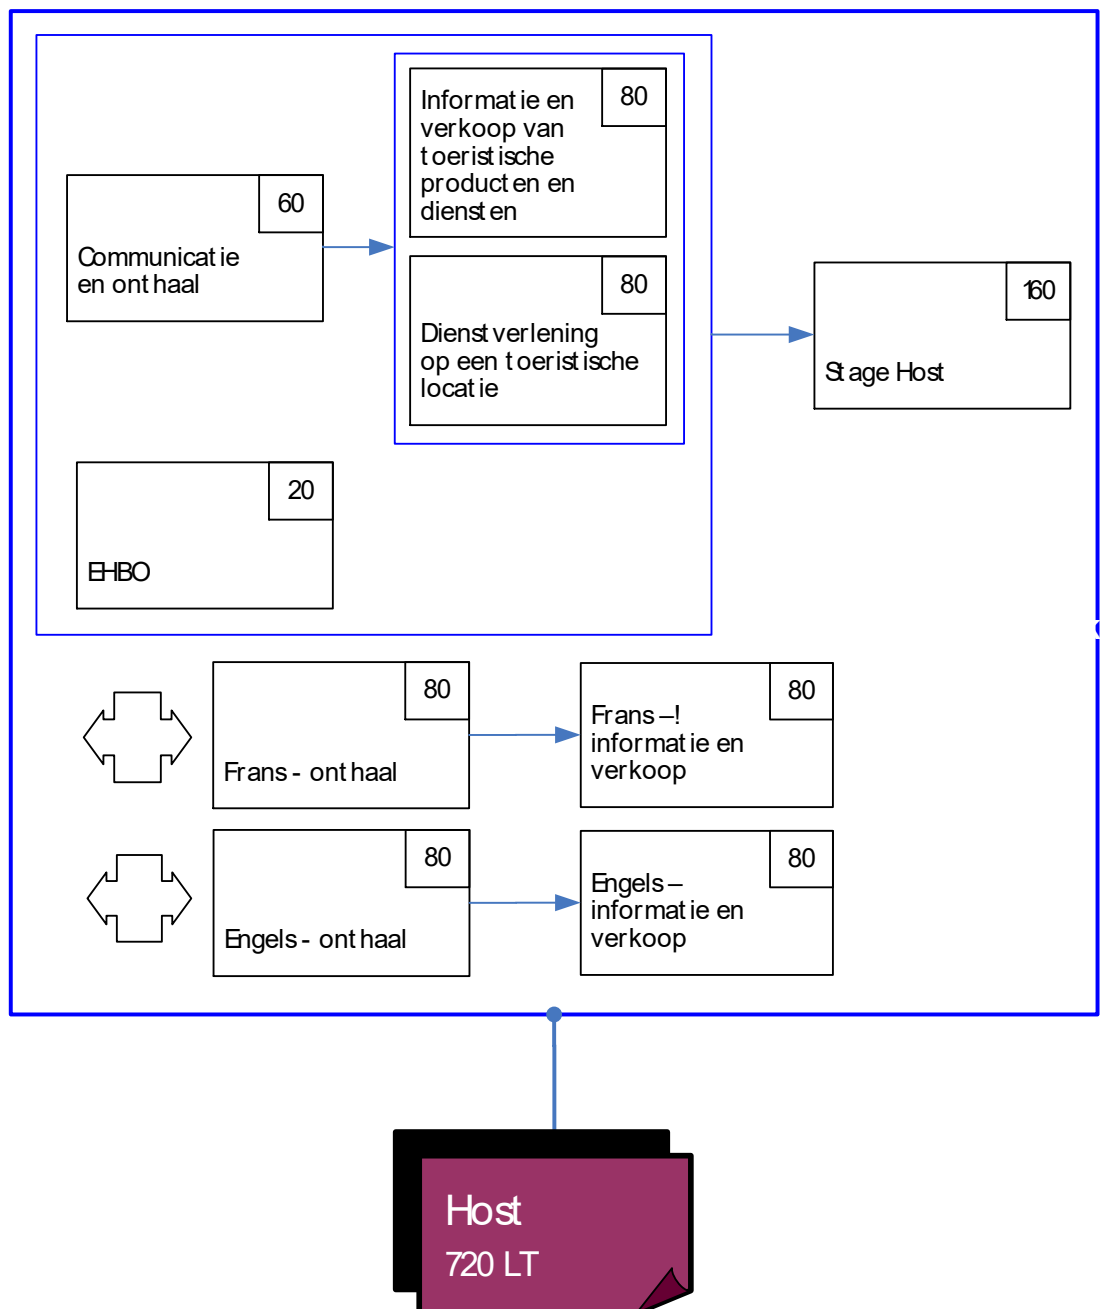 Informatie en
verkoop van
toeristische
producten en
diensten
80
60
Communicatie
en onthaal
80
Dienstverlening
op een toeristische
locatie
160
Stage Host
20
EHBO
80
Frans - onthaal
80
Frans –!
informatie en
verkoop
80
Engels - onthaal
80
Engels –
informatie en
verkoop
Host
720 LT